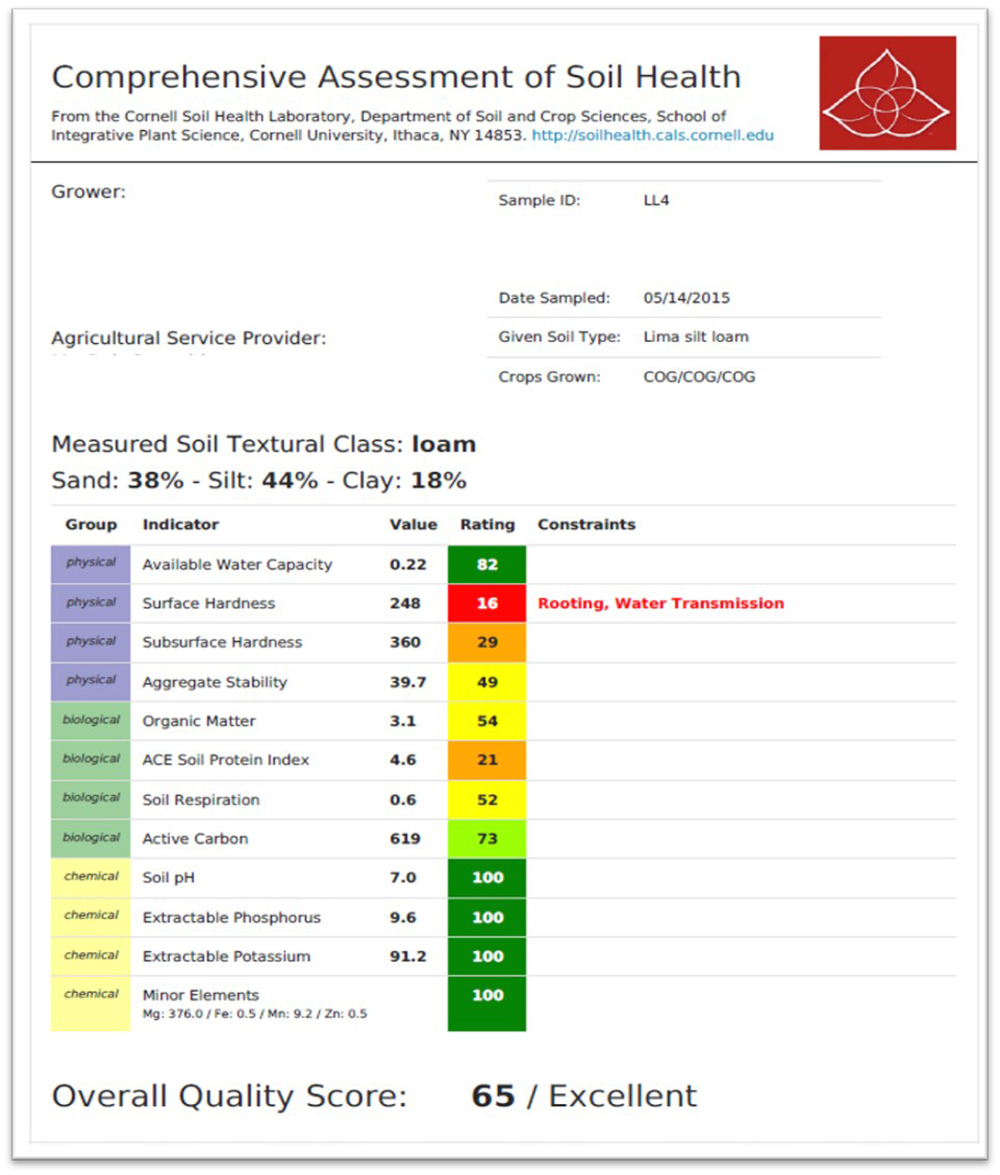 Comprehensive Assessment of Soil Health
From the Cornell Soil Health Laboratory, Department of Soil and Crop Sciences, School of
Integrative Plant Science, Cornell University, Ithaca, NY 14853. http://soilhealth.cals.cornell.edu
Grower:
Sample ID: LL4
Date Sampled: 05/14/2015
Agricultural Service Provider:
Given Soil Type: Lima silt loam
Crops Grown: COG/COG/COG
Measured Soil Textural Class: loam
Sand: 38% - Silt: 44% - Clay: 18%
Group Indicator Value Rating Constraints
physical Available Water Capacity 0.22 82
physical Surface Hardness 248 16 Rooting, Water Transmission
physical Subsurface Hardness 360 29
physical Aggregate Stability 39.7 49
biological Organic Matter 3.1 54
biological ACE Soil Protein Index 4.6 21
biological Soil Respiration 0.6 52
biological Active Carbon 619 73
chemical Soil pH 7.0 100
chemical Extractable Phosphorus 9.6 100
chemical Extractable Potassium 91.2 100
chemical Minor Elements 100
Mg: 376.0 / Fe: 0.5 / Mn: 9.2 / Zn: 0.5
Overall Quality Score: 65 / Excellent